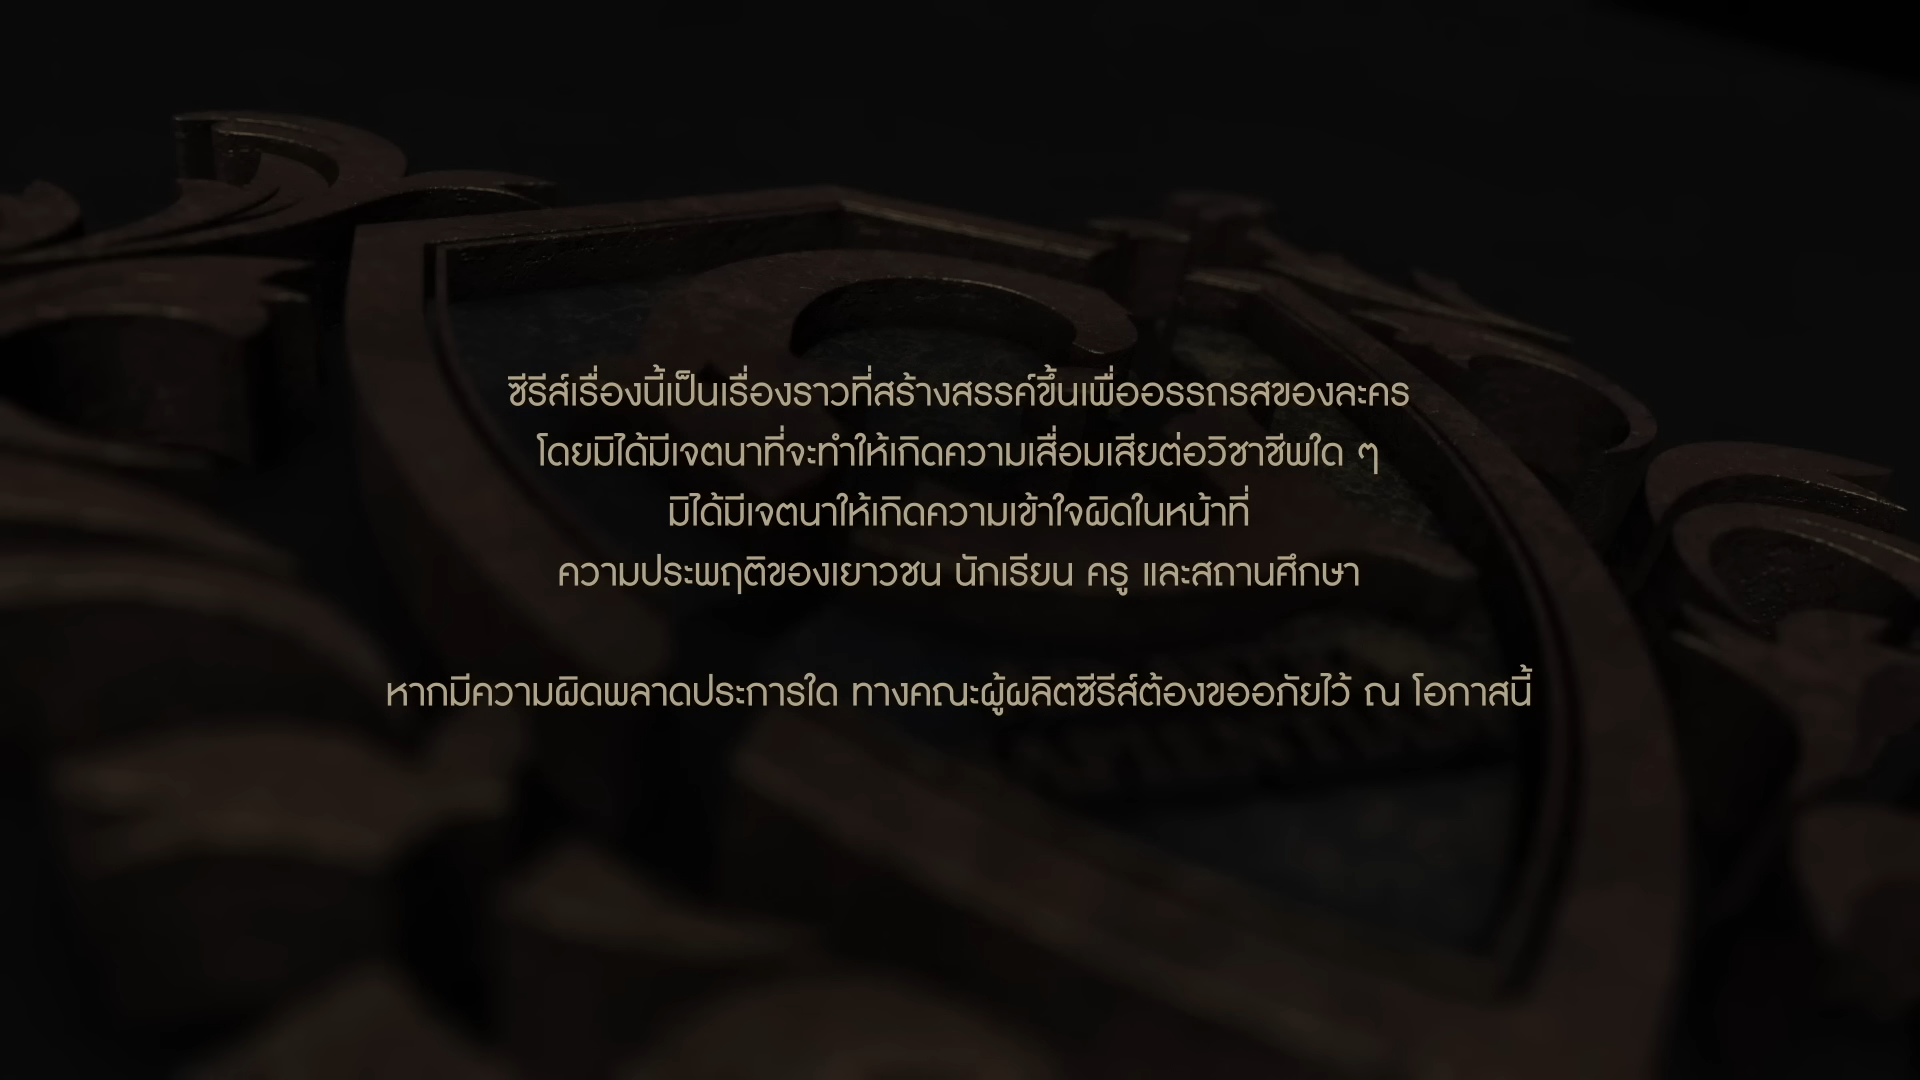 ซีรีส์เรื่องนี้เป็นเรื่องราวที่สร้างสรรค์ขึ้นเพื่ออรรถรสของละคร
โดยมิได้มีเจตนาที่จะทำให้เกิดความเสื่อมเสียต่อวิชาชีพใด ๆ
มิได้มีเจตนาให้เกิดความเข้าใจผิดในหน้าที่
ความประพฤติของเยาวชน นักเรียน ครู และสถานศึกษา
หากมีความผิดพลาดประการใด ทางคณะผู้ผลิตซีรีส์ต้องขออภัยไว้ ณ โอกาสนี้